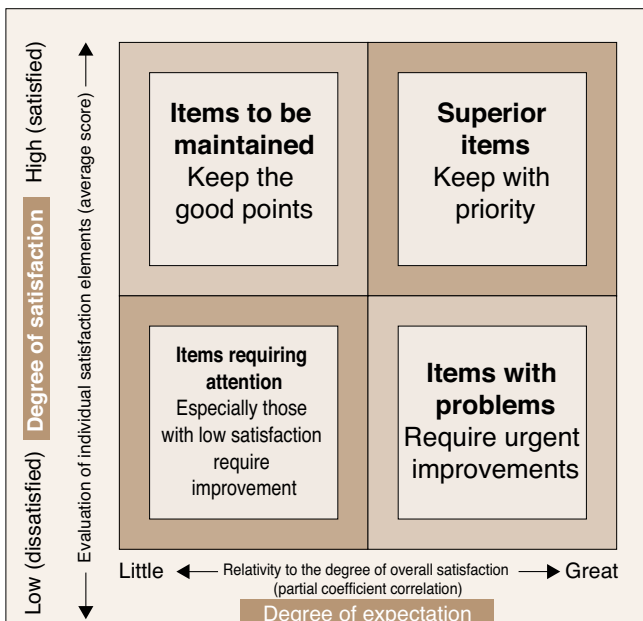 High (satisfied)
Degree of satisfaction
Low (dissatisfied)
Evaluation of individual satisfaction elements (average score)
Items to be
maintained
Keep the
good points
Superior
items
Keep with
priority
Items requiring
attention
Especially those
with low satisfaction
require
improvement
Items with
problems
Require urgent
improvements
Little
Relativity to the degree of overall satisfaction
(partial coefficient correlation)
Great
Degree of expectation